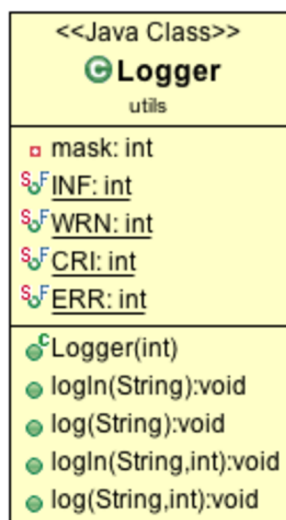 <<Java Class>>
C Logger
utils
mask: int
S F INF: int
S F WRN: int
S F CRI: int
S F ERR: int
C Logger(int)
logln(String):void
log(String):void
logln(String,int):void
log(String,int):void